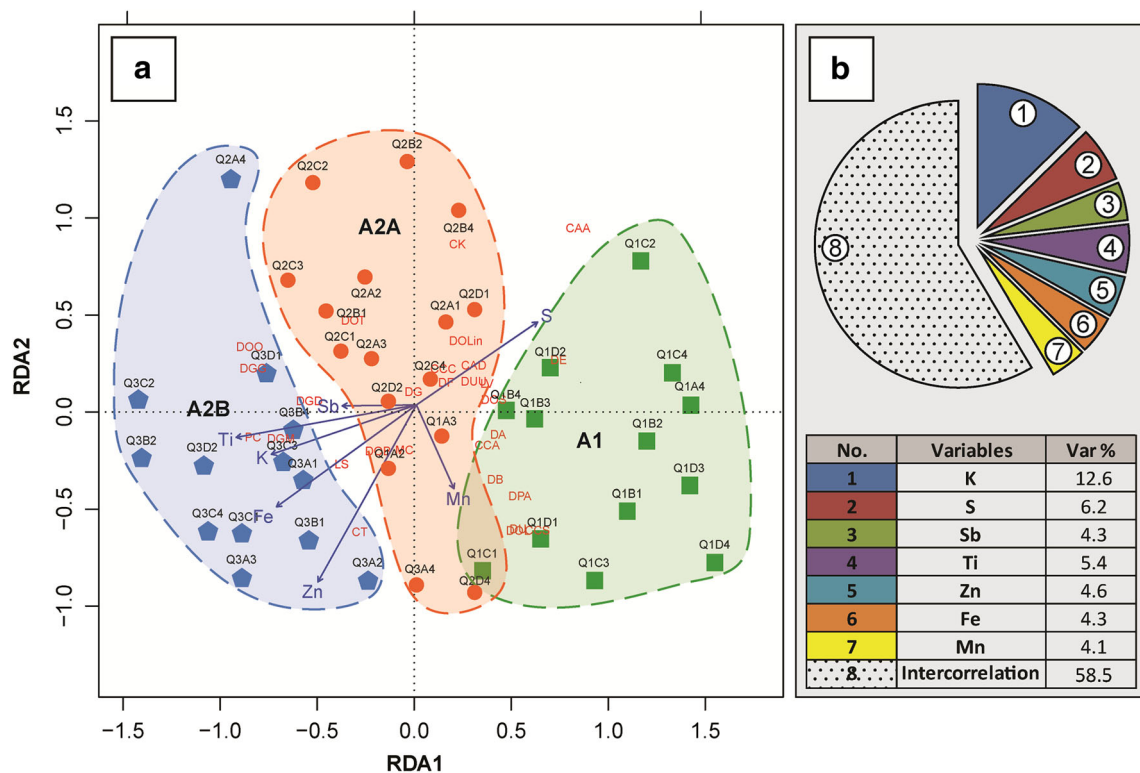 a
b
1.5
1.0
0.5
0.0
−0.5
−1.0
RDA2
−1.5
−1.0
−0.5
0.0
0.5
1.0
1.5
RDA1
Q2A4
Q2C2
Q2B2
A2A
Q2B4
CK
CAA
Q1C2
Q2C3
Q2A2
Q2B1
DOT
Q2A1
Q2D1
S
Q2C1
Q2A3
DOLin
DOO
Q3D1
DGC
Q2C4
CC
CAD
DF
DULI
Q1D2
DE
Q1C4
Q1A4
Q3C2
A2B
DGD
Sb
Q2D2
DG
DOS
Q1B4
Q1B3
Q3B4
Ti
PC
DGM
Q3C3
Q1A3
DA
CCA
A1
Q1B2
Q3B2
Q3D2
K
Q3A1
LS
MC
DB
DPA
Mn
Q1D3
Q1B1
Fe
Q3C4
Q3B1
CT
Q1D1
Q3A3
Zn
Q3A2
Q3A4
Q1C1
Q2D4
Q1C3
Q1D4
1
2
3
4
5
6
7
8
No. Variables Var %
1 K 12.6
2 S 6.2
3 Sb 4.3
4 Ti 5.4
5 Zn 4.6
6 Fe 4.3
7 Mn 4.1
8 Intercorrelation 58.5